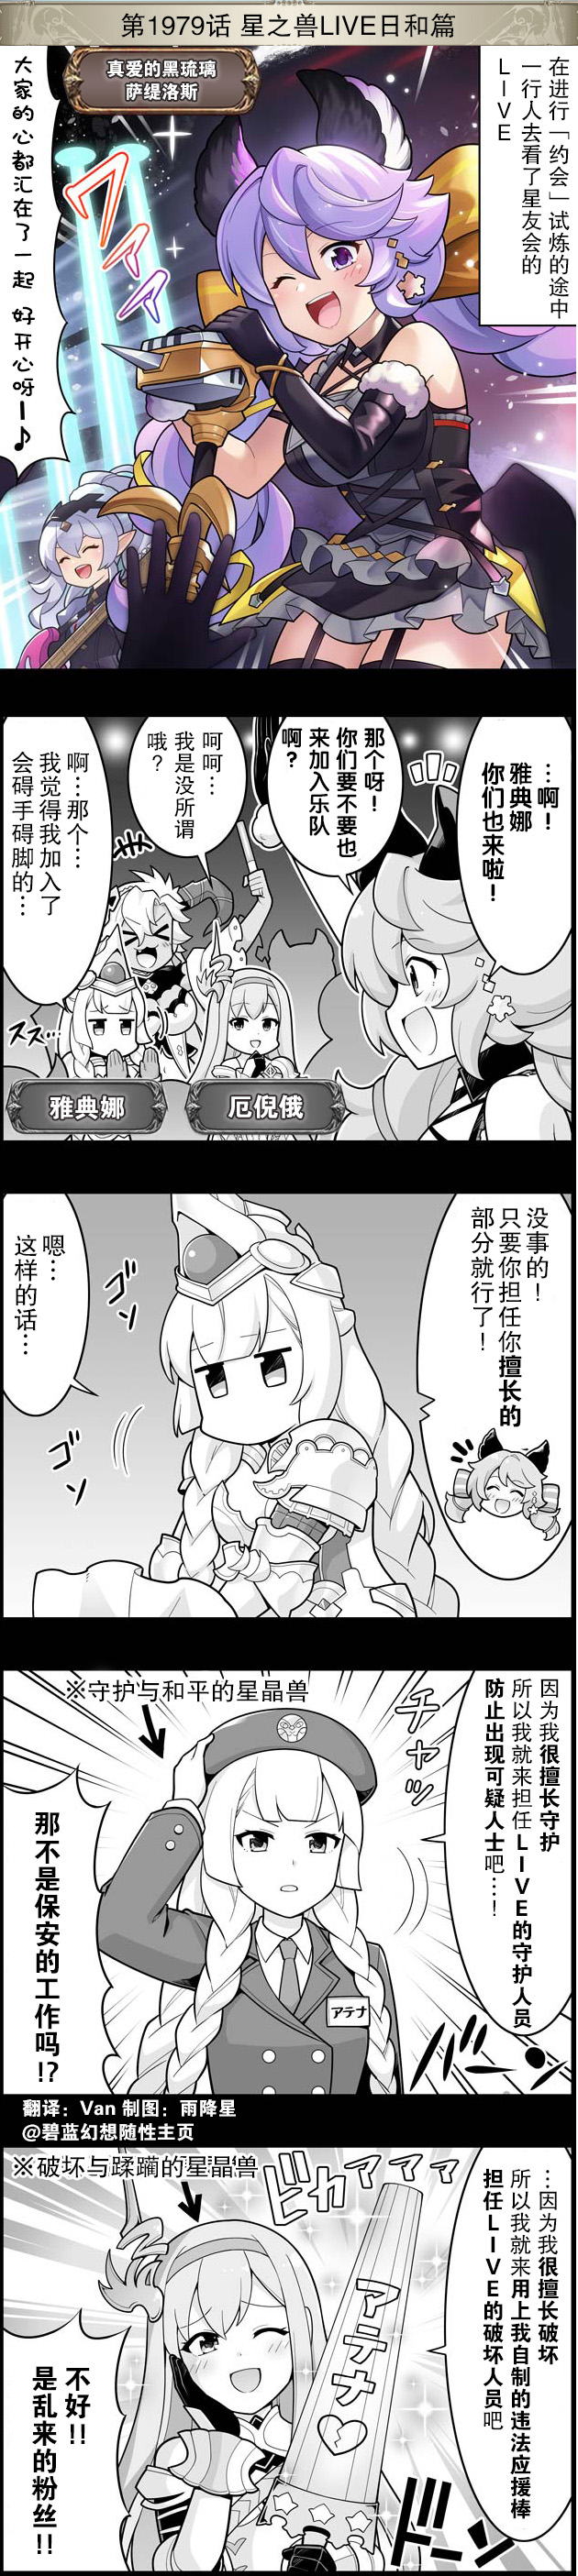 第1979话 星之兽LIVE日和篇
真爱的黑琉璃
萨缇洛斯
在进行「约会」试炼的途中
一行人去看了星友会的
LIVE
ワアアア
大家的心都汇在了一起 好开心呀ー♪
…啊！
雅典娜
你们也来啦！
那个呀！
你们要不要也
来加入乐队
啊？
呵呵…
我是没所谓
哦？
啊…那个…
我觉得我加入了
会碍手碍脚的…
スス…
雅典娜
厄倪俄
没事的！
只要你担任你擅长的
部分就行了！
嗯…
这样的话…
ゴソ
ゴソ
因为我很擅长守护
所以我就来担任LIVE的守护人员
防止出现可疑人士吧…！
※守护与和平的星晶兽
チャッ
アテナ
那不是保安的工作吗!?
翻译：Van 制图：雨降星
@碧蓝幻想随性主页
…因为我很擅长破坏
所以我就来用上我自制的违法应援棒
担任LIVE的破坏人员吧
※破坏与蹂躏的星晶兽
ビカアアア
アテナ
不好!!
是乱来的粉丝!!
ドーン